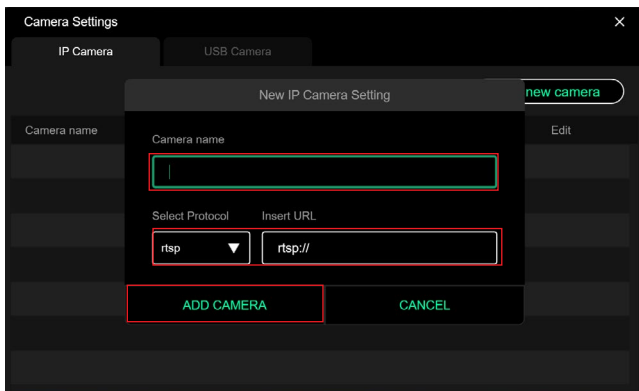 Camera Settings
IP Camera
USB Camera
new camera
New IP Camera Setting
Camera name
Edit
Camera name
Select Protocol
Insert URL
rtsp
rtsp://
ADD CAMERA
CANCEL